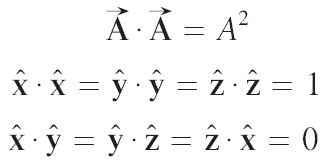 A⃗ · A⃗ = A²
x̂ · x̂ = ŷ · ŷ = ẑ · ẑ = 1
x̂ · ŷ = ŷ · ẑ = ẑ · x̂ = 0